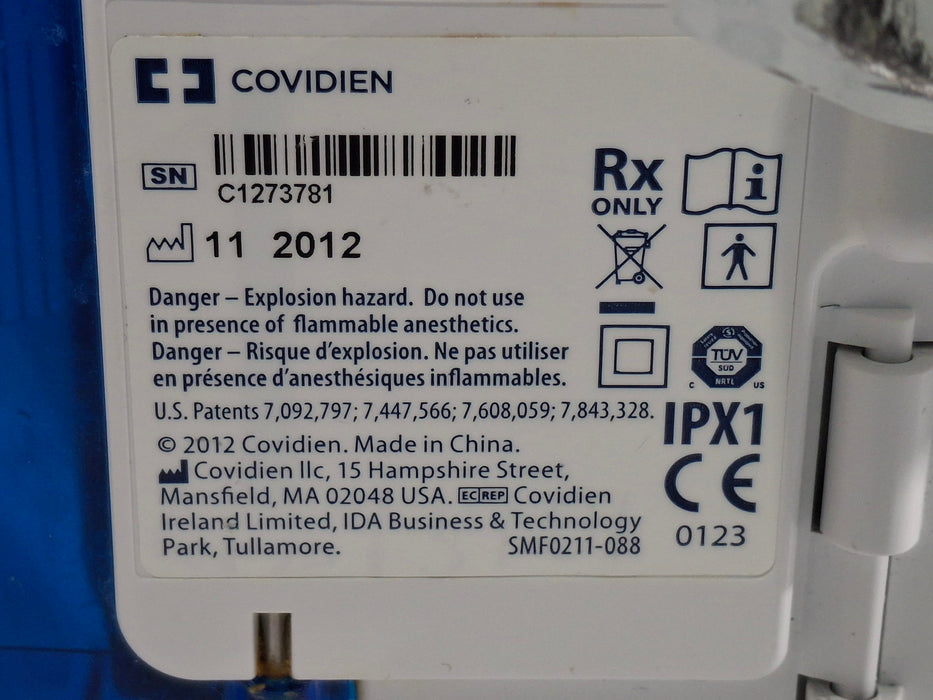 COVIDIEN
SN
C1273781
11 2012
Rx
ONLY
i
Danger – Explosion hazard. Do not use
in presence of flammable anesthetics.
Danger – Risque d'explosion. Ne pas utiliser
en présence d'anesthésiques inflammables.
TÜV
SÜD
NRTL
C US
U.S. Patents 7,092,797; 7,447,566; 7,608,059; 7,843,328.
IPX1
© 2012 Covidien. Made in China.
Covidien llc, 15 Hampshire Street,
Mansfield, MA 02048 USA. EC REP Covidien
Ireland Limited, IDA Business & Technology
Park, Tullamore. SMF0211-088
CE
0123